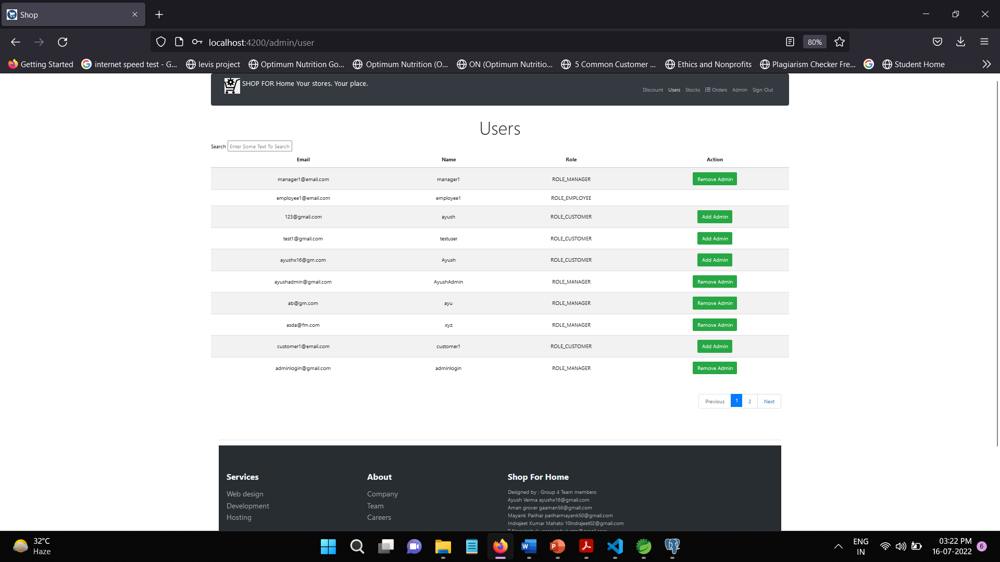 Shop
localhost:4200/admin/user
80%
Getting Started
internet speed test - G...
levis project
Optimum Nutrition Go...
Optimum Nutrition (O...
ON (Optimum Nutritio...
5 Common Customer ...
Ethics and Nonprofits
Plagiarism Checker Fre...
Student Home
SHOP FOR Home Your stores. Your place.
Discount Users Stocks Orders Admin Sign Out
Users
Search Enter Some Text To Search
Email Name Role Action
manager1@email.com manager1 ROLE_MANAGER Remove Admin
employee1@email.com employee1 ROLE_EMPLOYEE
123@gmail.com ayush ROLE_CUSTOMER Add Admin
test1@gmail.com testuser ROLE_CUSTOMER Add Admin
ayushx16@gm.com Ayush ROLE_CUSTOMER Add Admin
ayushadmin@gmail.com AyushAdmin ROLE_MANAGER Remove Admin
ab@gm.com ayu ROLE_MANAGER Remove Admin
asda@fm.com xyz ROLE_MANAGER Remove Admin
customer1@email.com customer1 ROLE_CUSTOMER Add Admin
adminlogin@gmail.com adminlogin ROLE_MANAGER Remove Admin
Previous 1 2 Next
Services
Web design
Development
Hosting
About
Company
Team
Careers
Shop For Home
Designed by : Group 4 Team members:
Ayush Verma ayushx16@gmail.com
Aman grover gaaman56@gmail.com
Mayank Parihar pariharmayank50@gmail.com
Indrajeet Kumar Mahato 10indrajeet02@gmail.com
32°C
Haze
ENG
IN
03:22 PM
16-07-2022
6